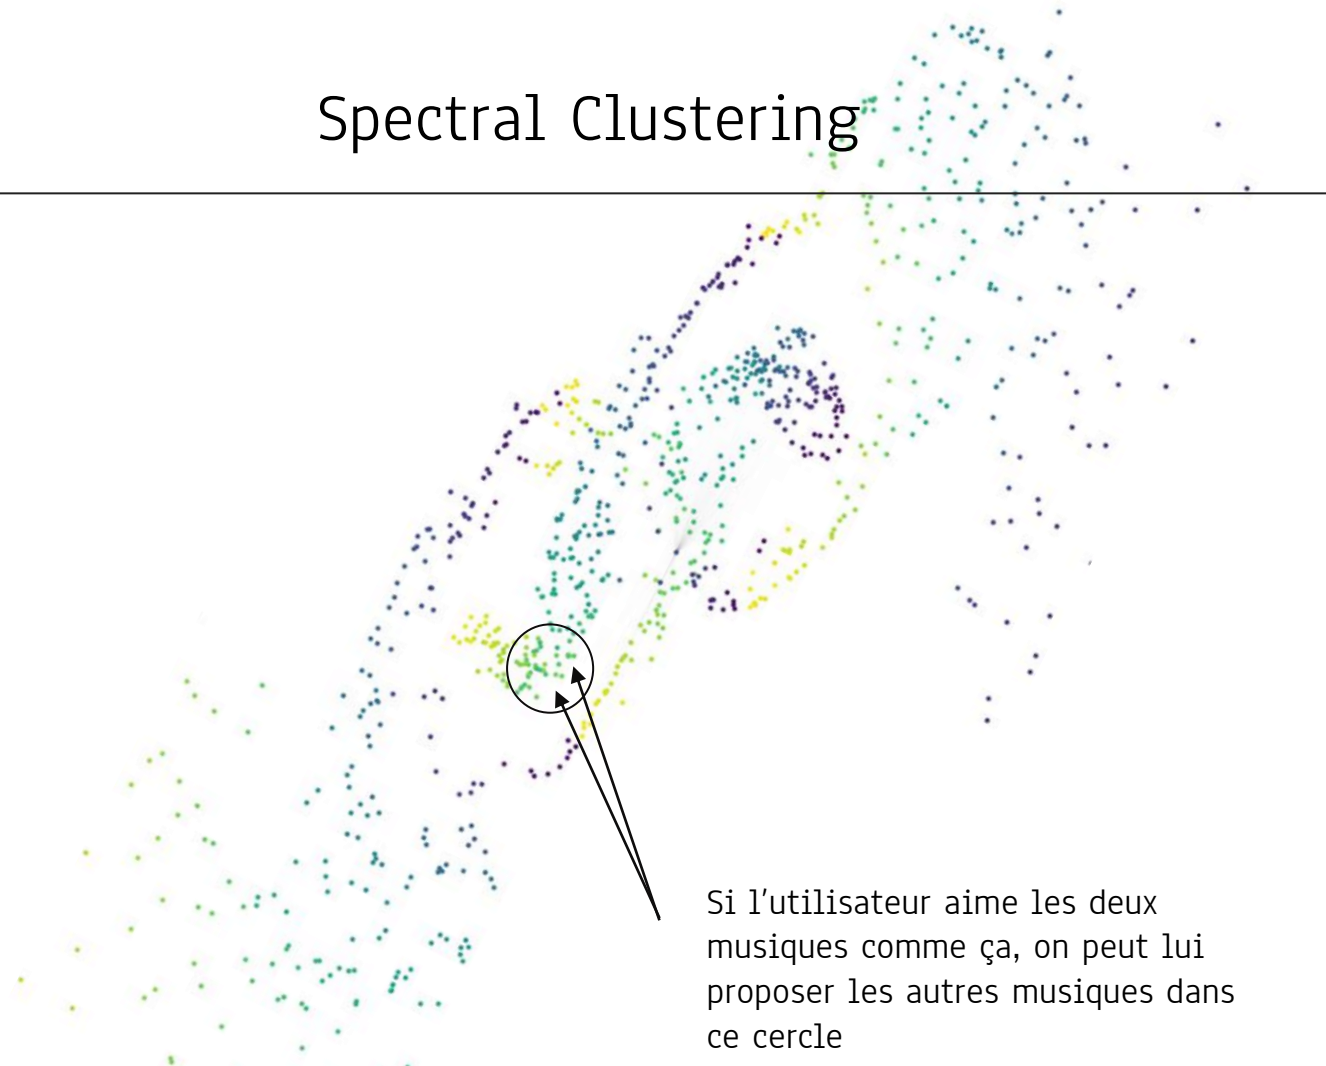 Spectral Clustering
Si l'utilisateur aime les deux
musiques comme ça, on peut lui
proposer les autres musiques dans
ce cercle